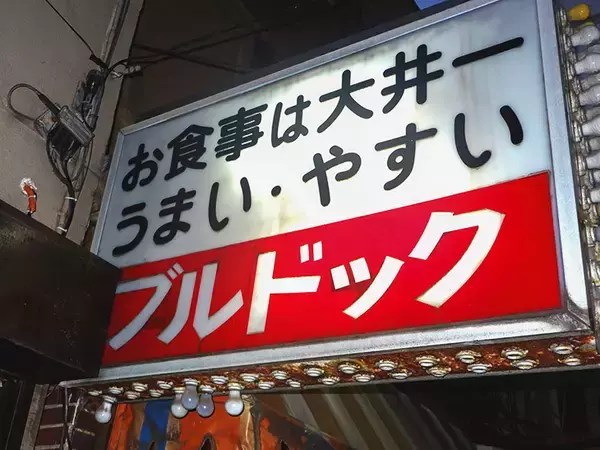 お食事は大井一
うまい・やすい
ブルドック